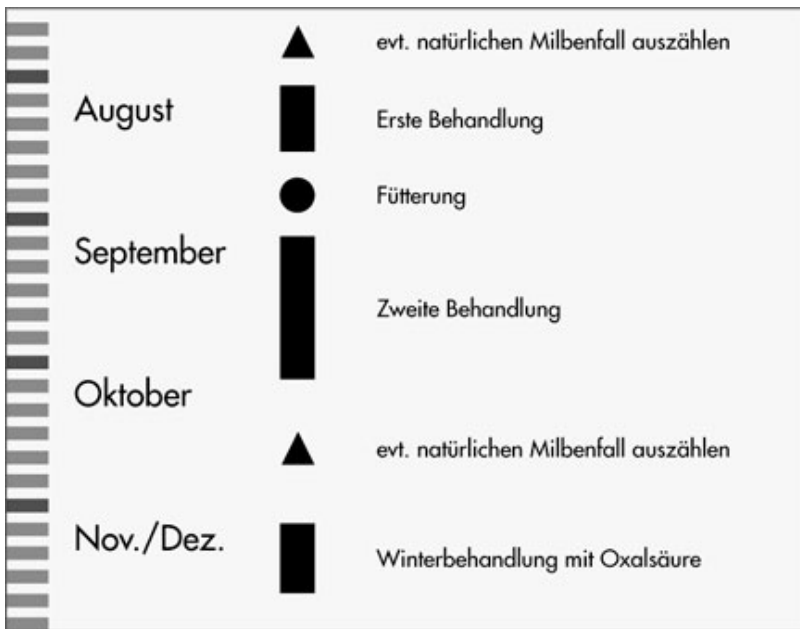 evt. natürlichen Milbenfall auszählen
August
Erste Behandlung
Fütterung
September
Zweite Behandlung
Oktober
evt. natürlichen Milbenfall auszählen
Nov./Dez.
Winterbehandlung mit Oxalsäure